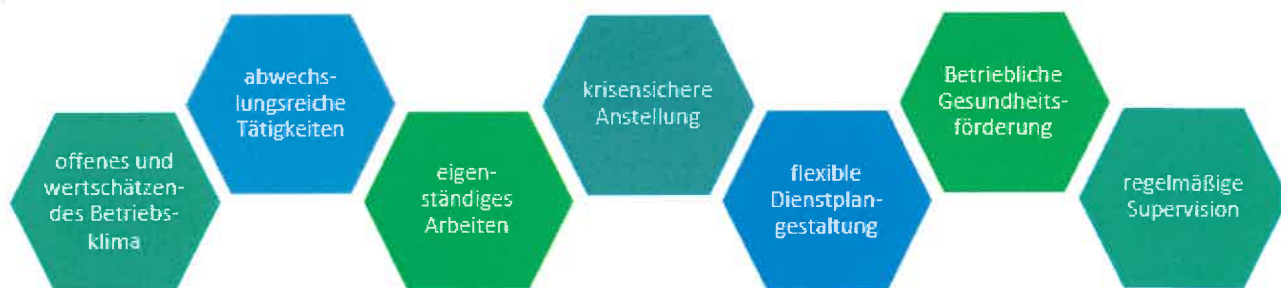 offenes und
wertschätzen-
des Betriebs-
klima
abwechs-
lungsreiche
Tätigkeiten
eigen-
ständiges
Arbeiten
krisensichere
Anstellung
flexible
Dienstplan-
gestaltung
Betriebliche
Gesundheits-
förderung
regelmäßige
Supervision